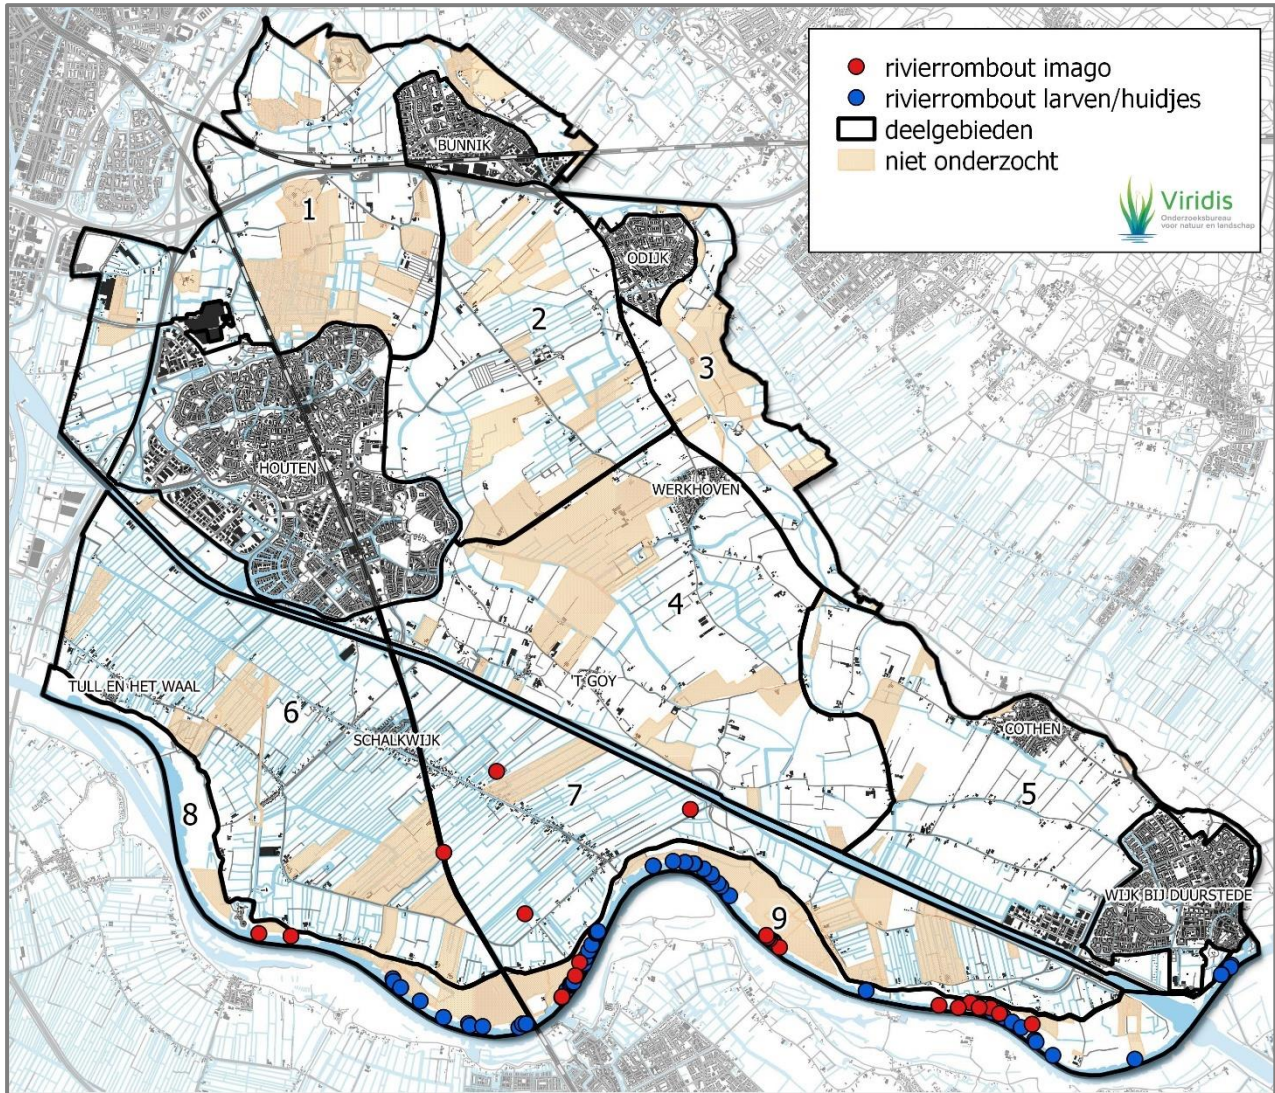 rivierrombout imago
rivierrombout larven/huidjes
deelgebieden
niet onderzocht
Viridis
Onderzoeksbureau
voor natuur en landschap
BUNNIK
1
ODIJK
2
3
HOUTEN
WERKHOVEN
4
TULL EN HET WAAL
6
'T GOY
SCHALKWIJK
COTHEN
7
5
8
WIJK BIJ DUURSTEDE
9